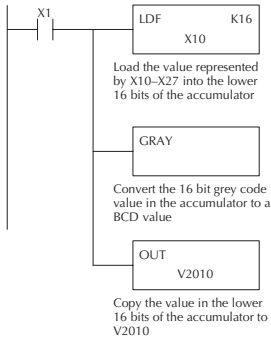 X1
LDF K16
X10
Load the value represented
by X10–X27 into the lower
16 bits of the accumulator
GRAY
Convert the 16 bit grey code
value in the accumulator to a
BCD value
OUT
V2010
Copy the value in the lower
16 bits of the accumulator to
V2010